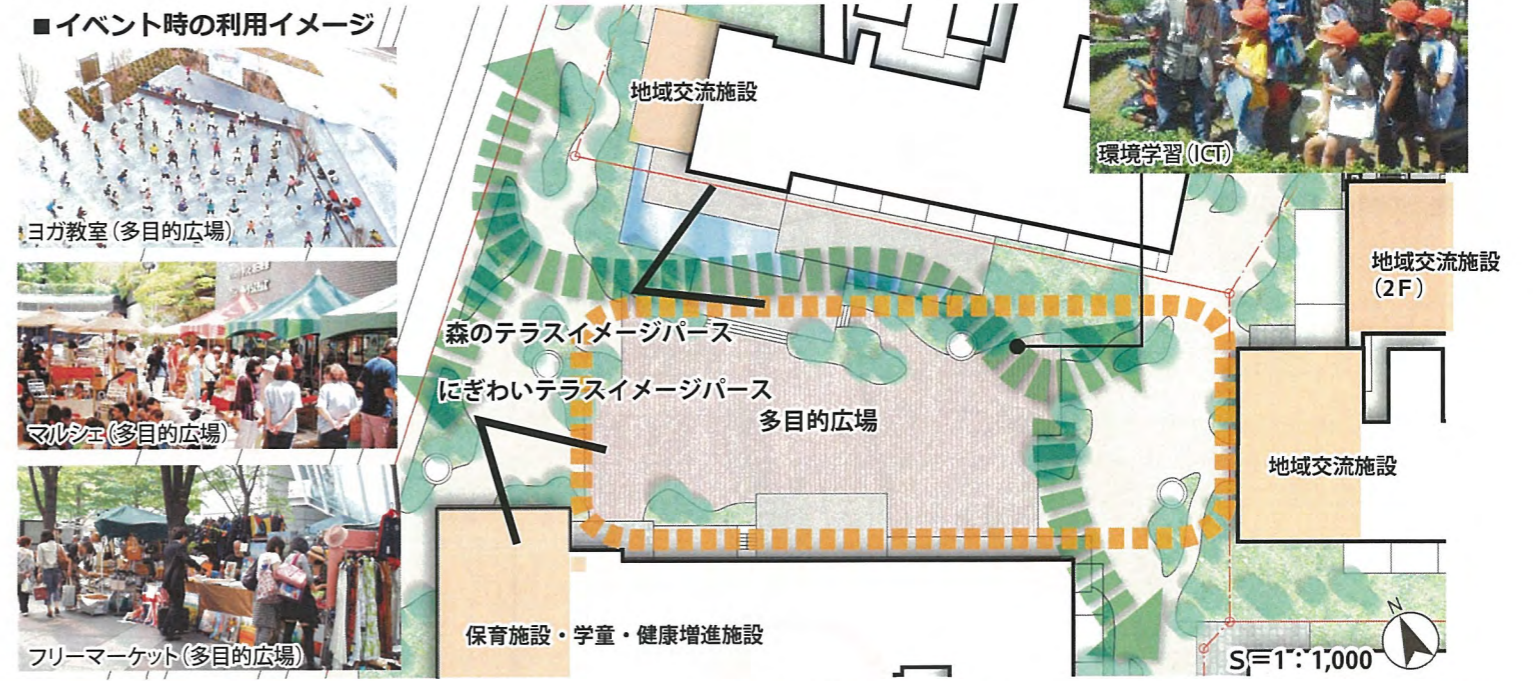 ■イベント時の利用イメージ
ヨガ教室(多目的広場)
マルシェ(多目的広場)
フリーマーケット(多目的広場)
地域交流施設
環境学習(ICT)
地域交流施設
(2F)
森のテラスイメージパース
にぎわいテラスイメージパース
多目的広場
地域交流施設
保育施設・学童・健康増進施設
N
S=1:1,000